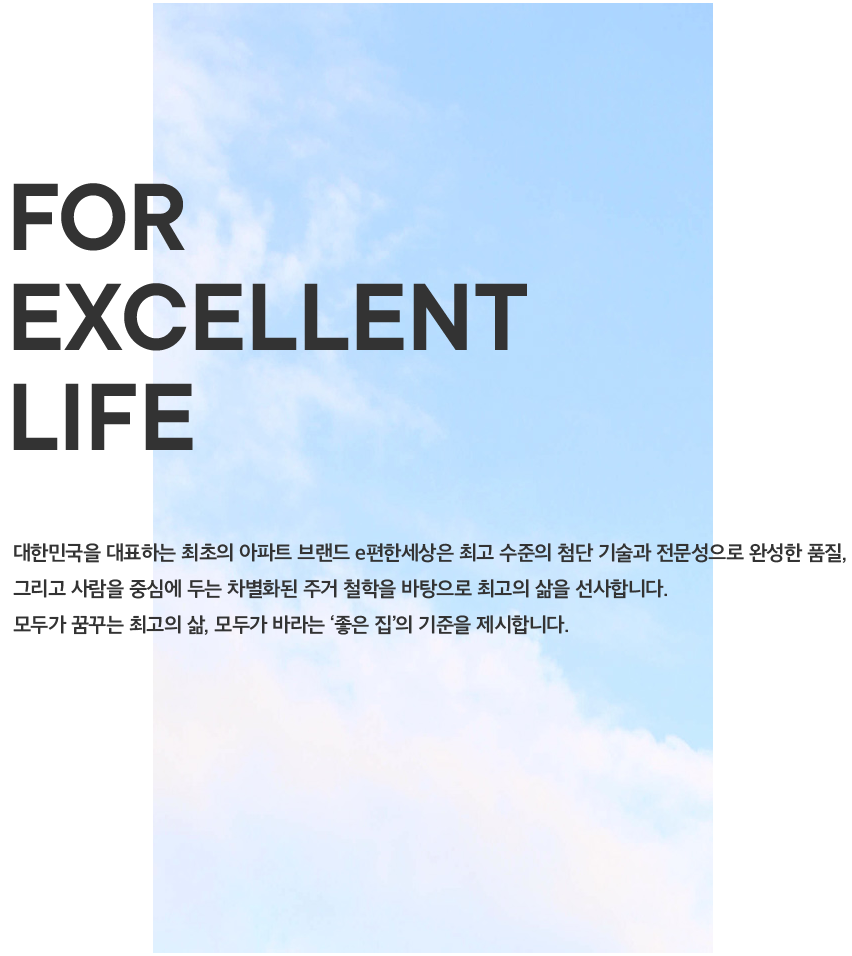 FOR
EXCELLENT
LIFE
대한민국을 대표하는 최초의 아파트 브랜드 e편한세상은 최고 수준의 첨단 기술과 전문성으로 완성한 품질,
그리고 사람을 중심에 두는 차별화된 주거 철학을 바탕으로 최고의 삶을 선사합니다.
모두가 꿈꾸는 최고의 삶, 모두가 바라는 ‘좋은 집’의 기준을 제시합니다.